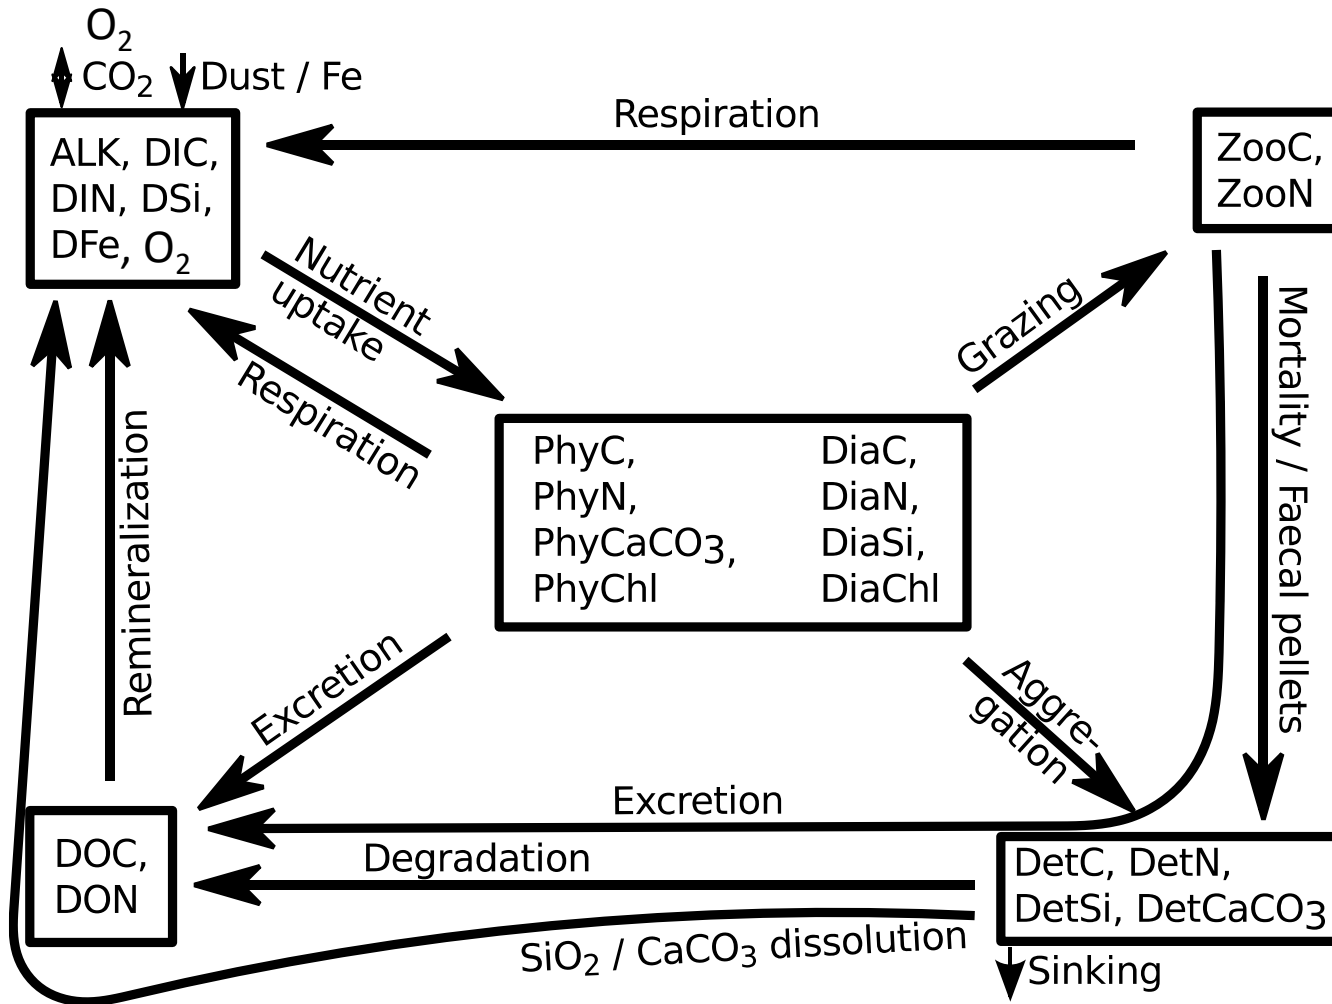 O2
CO2
Dust / Fe
Respiration
ALK, DIC,
DIN, DSi,
DFe, O2
ZooC,
ZooN
Nutrient
uptake
Respiration
Grazing
Mortality / Faecal pellets
PhyC,
PhyN,
PhyCaCO3,
PhyChl
DiaC,
DiaN,
DiaSi,
DiaChl
Remineralization
Excretion
Aggre-
gation
Excretion
Degradation
DOC,
DON
DetC, DetN,
DetSi, DetCaCO3
SiO2 / CaCO3 dissolution
Sinking